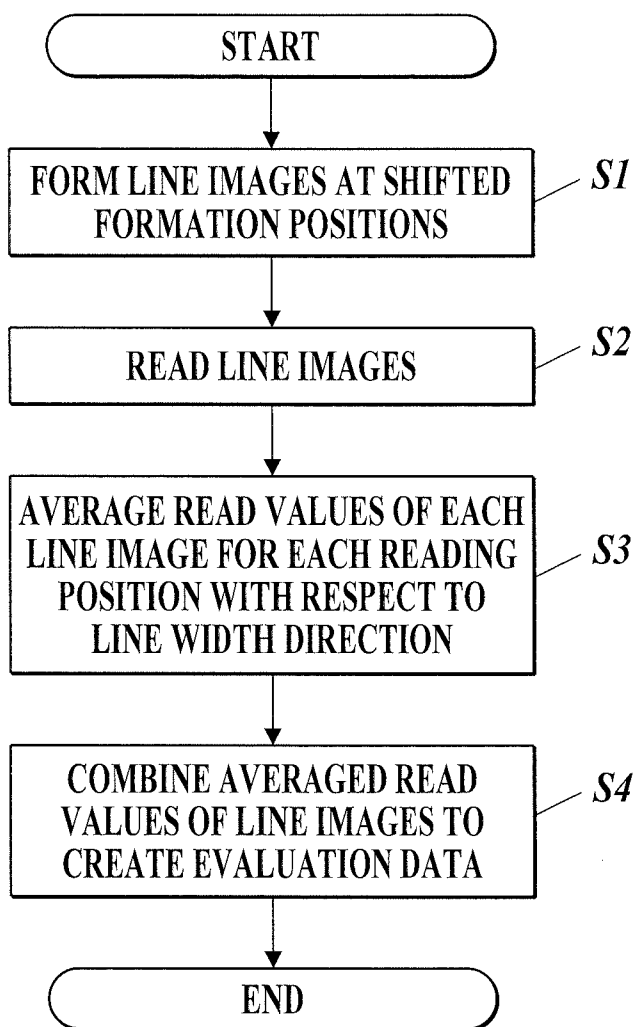 START
FORM LINE IMAGES AT SHIFTED
FORMATION POSITIONS
S1
READ LINE IMAGES
S2
AVERAGE READ VALUES OF EACH
LINE IMAGE FOR EACH READING
POSITION WITH RESPECT TO
LINE WIDTH DIRECTION
S3
COMBINE AVERAGED READ
VALUES OF LINE IMAGES TO
CREATE EVALUATION DATA
S4
END